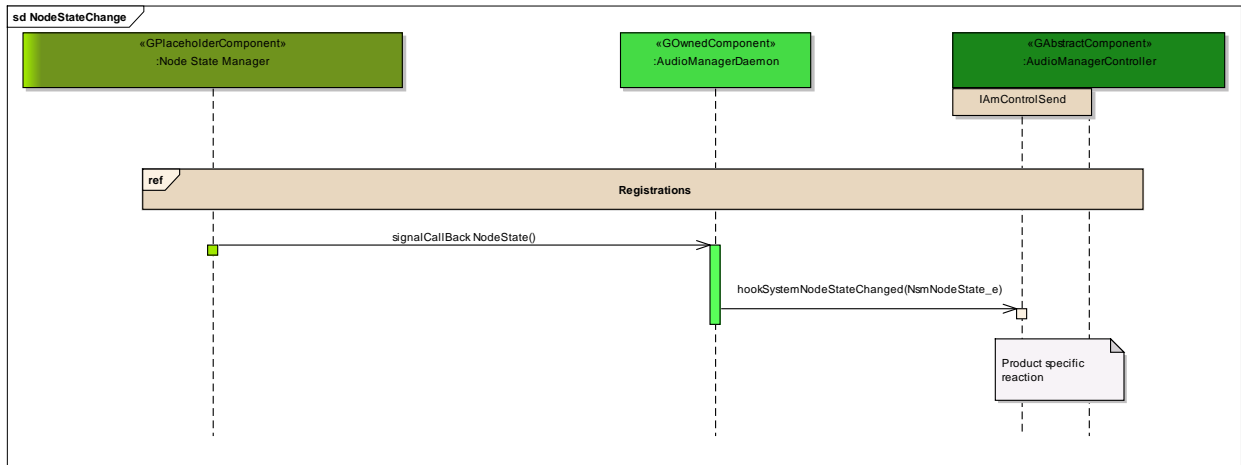 sd NodeStateChange
«GPlaceholderComponent»
:Node State Manager
«GOwnedComponent»
:AudioManagerDaemon
«GAbstractComponent»
:AudioManagerController
IAmControlSend
ref
Registrations
signalCallBack NodeState()
hookSystemNodeStateChanged(NsmNodeState_e)
Product specific
reaction